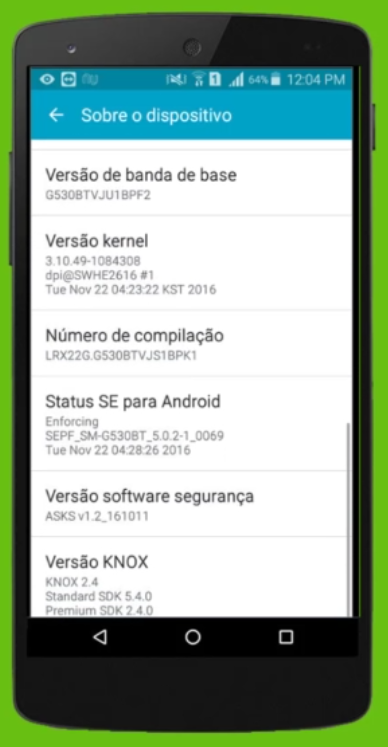 64% 12:04 PM
Sobre o dispositivo
Versão de banda de base
G530BTVJU1BPF2
Versão kernel
3.10.49-1084308
dpi@SWHE2616 #1
Tue Nov 22 04:23:22 KST 2016
Número de compilação
LRX22G.G530BTVJS1BPK1
Status SE para Android
Enforcing
SEPF_SM-G530BT_5.0.2-1_0069
Tue Nov 22 04:28:26 2016
Versão software segurança
ASKS v1.2_161011
Versão KNOX
KNOX 2.4
Standard SDK 5.4.0
Premium SDK 2.4.0